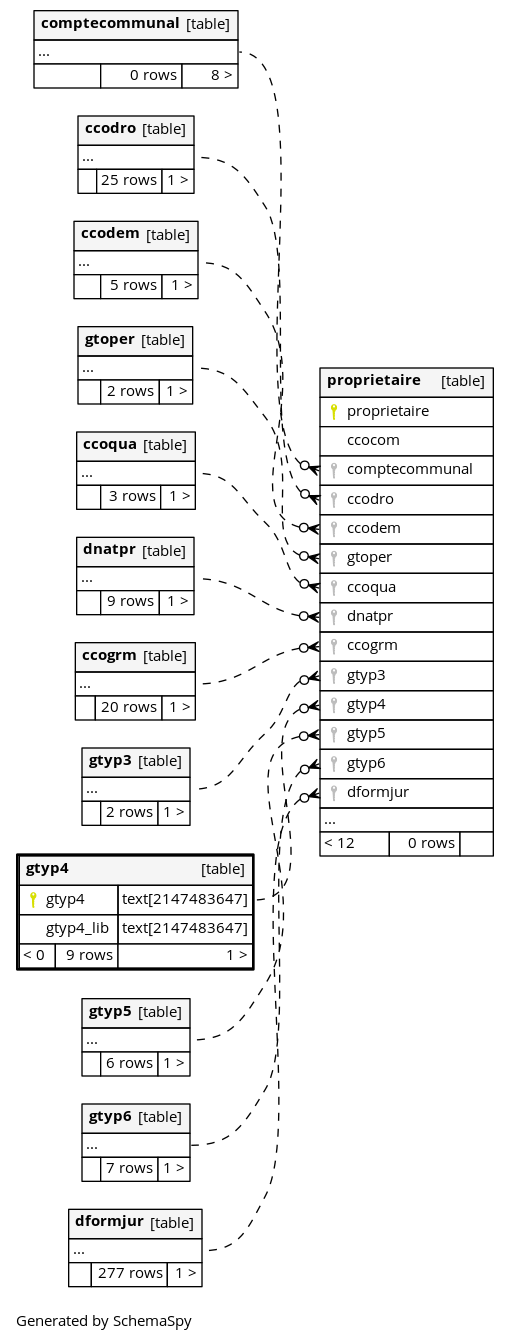 comptecommunal [table]
...
0 rows 8 >
ccodro [table]
...
25 rows 1 >
ccodem [table]
...
5 rows 1 >
gtoper [table]
...
2 rows 1 >
ccoqua [table]
...
3 rows 1 >
dnatpr [table]
...
9 rows 1 >
ccogrm [table]
...
20 rows 1 >
gtyp3 [table]
...
2 rows 1 >
gtyp4 [table]
gtyp4 text[2147483647]
gtyp4_lib text[2147483647]
< 0 9 rows 1 >
gtyp5 [table]
...
6 rows 1 >
gtyp6 [table]
...
7 rows 1 >
dformjur [table]
...
277 rows 1 >
proprietaire [table]
proprietaire
ccocom
comptecommunal
ccodro
ccodem
gtoper
ccoqua
dnatpr
ccogrm
gtyp3
gtyp4
gtyp5
gtyp6
dformjur
...
< 12 0 rows
Generated by SchemaSpy